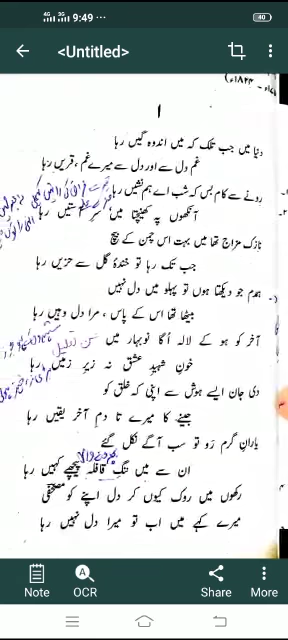 9:49
40
<Untitled>
(۱۸۲۴ء
۱
دنیا میں جب تلک کہ میں اندوہ گیں رہا
غم دل سے اور دل سے میرے غم ، قریں رہا
رونے سے کام بس کہ شب اے ہم نشیں رہا
آنکھوں پہ کھینچتا میں سرِ آستیں رہا
نازک مزاج تھا میں بہت اس چمن کے بیچ
جب تک رہا تو خندۂ گل سے حزیں رہا
ہمدم جو دیکھتا ہوں تو پہلو میں دل نہیں
بیٹھا تھا اس کے پاس ، مرا دل وہیں رہا
آخر کو ہو کے لالہ اُگا نوبہار میں
خونِ شہیدِ عشق نہ زیرِ زمیں رہا
دی جان ایسے ہوش سے اپنی کہ خلق کو
جینے کا میرے تا دمِ آخر یقیں رہا
یارانِ گرم رَو تو سب آگے نکل گئے
ان سے میں ننگِ قافلہ پیچھے کہیں رہا
رکھوں میں روک کیوں کر دل اپنے کو مصحفیؔ
میرے کہے میں اب تو میرا دل نہیں رہا
Note
OCR
Share
More